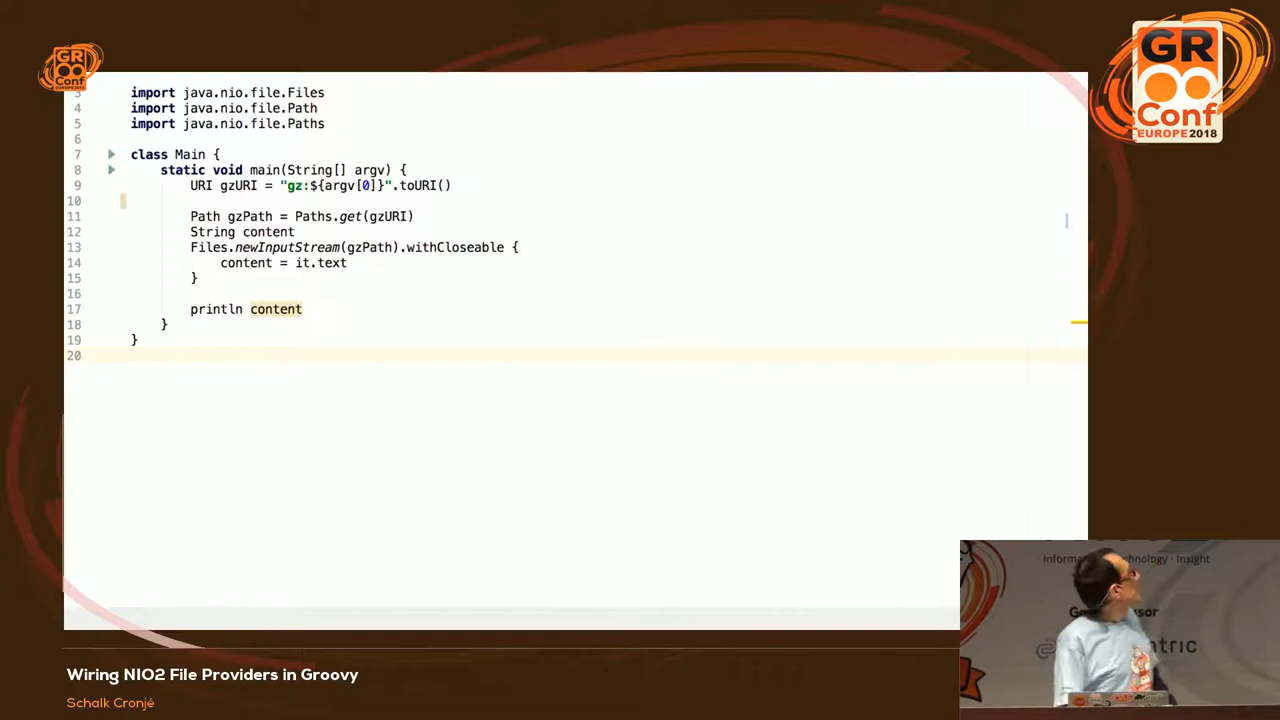 GR
Conf
EUROPE 2018
GR
Conf
EUROPE 2018
3 import java.nio.file.Files
4 import java.nio.file.Path
5 import java.nio.file.Paths
6
7 class Main {
8 static void main(String[] argv) {
9 URI gzURI = "gz:${argv[0]}".toURI()
10
11 Path gzPath = Paths.get(gzURI)
12 String content
13 Files.newInputStream(gzPath).withCloseable {
14 content = it.text
15 }
16
17 println content
18 }
19 }
20
Wiring NIO2 File Providers in Groovy
Schalk Cronjé